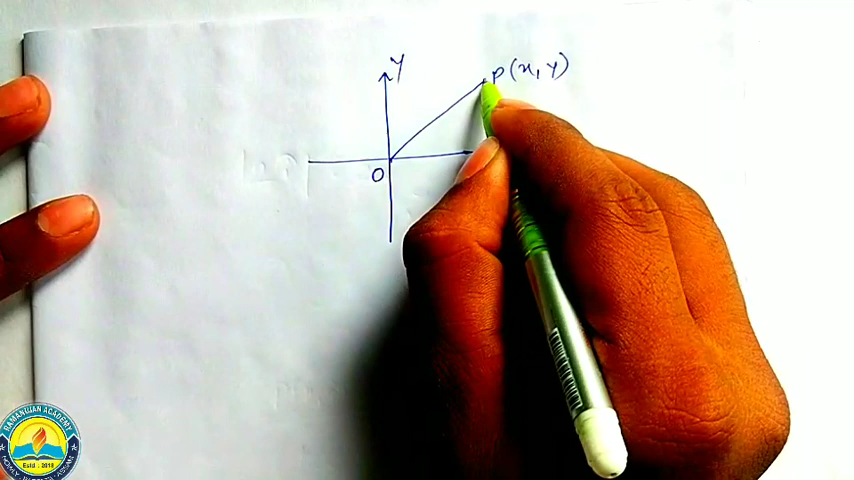 Y
P(x, y)
O
RAMANUJAN ACADEMY
Estd : 2018